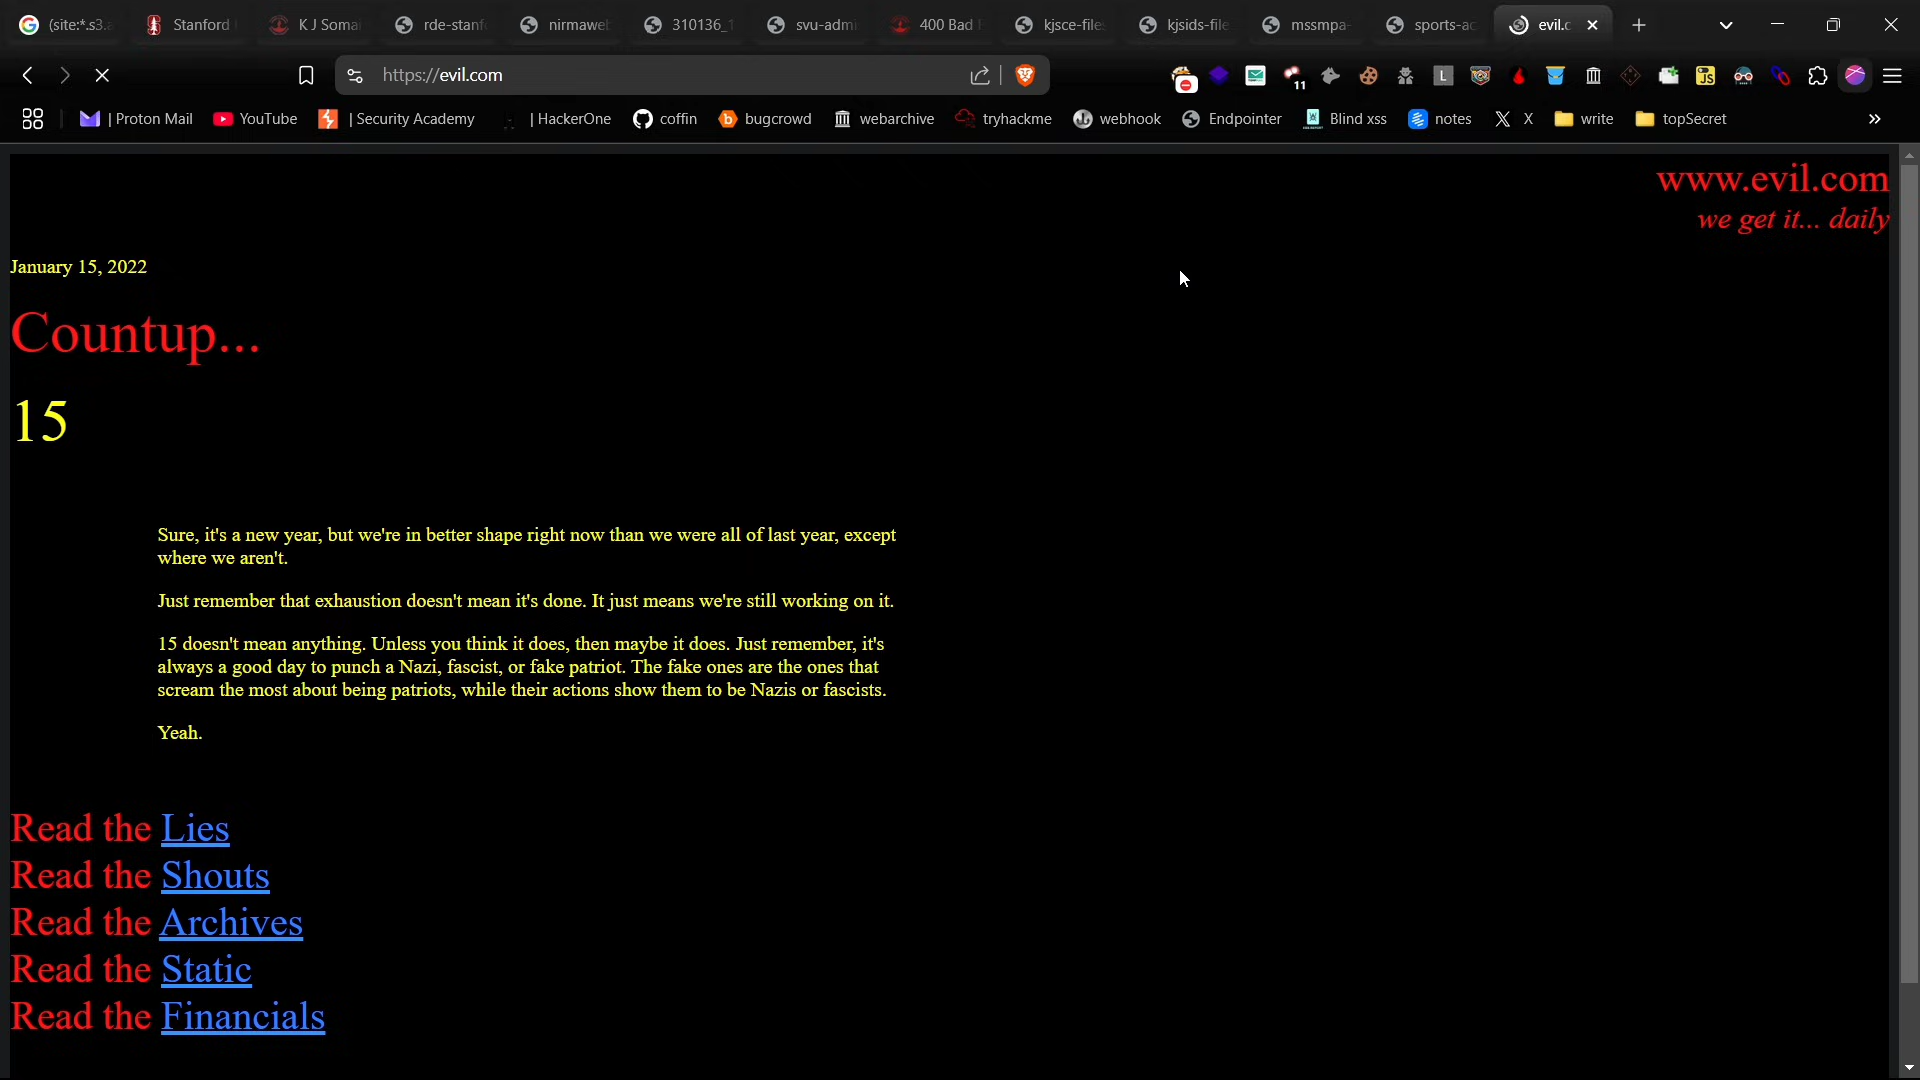 (site:*.s3.a
Stanford
K J Somai
rde-stanf
nirmaweb
310136_1
svu-admi
400 Bad
kjsce-file
kjsids-file
mssmpa-
sports-ac
evil.c
https://evil.com
11
L
JS
| Proton Mail
YouTube
| Security Academy
| HackerOne
coffin
bugcrowd
webarchive
tryhackme
webhook
Endpointer
Blind xss
notes
X
write
topSecret
www.evil.com
we get it... daily
January 15, 2022
Countup...
15
Sure, it's a new year, but we're in better shape right now than we were all of last year, except
where we aren't.
Just remember that exhaustion doesn't mean it's done. It just means we're still working on it.
15 doesn't mean anything. Unless you think it does, then maybe it does. Just remember, it's
always a good day to punch a Nazi, fascist, or fake patriot. The fake ones are the ones that
scream the most about being patriots, while their actions show them to be Nazis or fascists.
Yeah.
Read the Lies
Read the Shouts
Read the Archives
Read the Static
Read the Financials